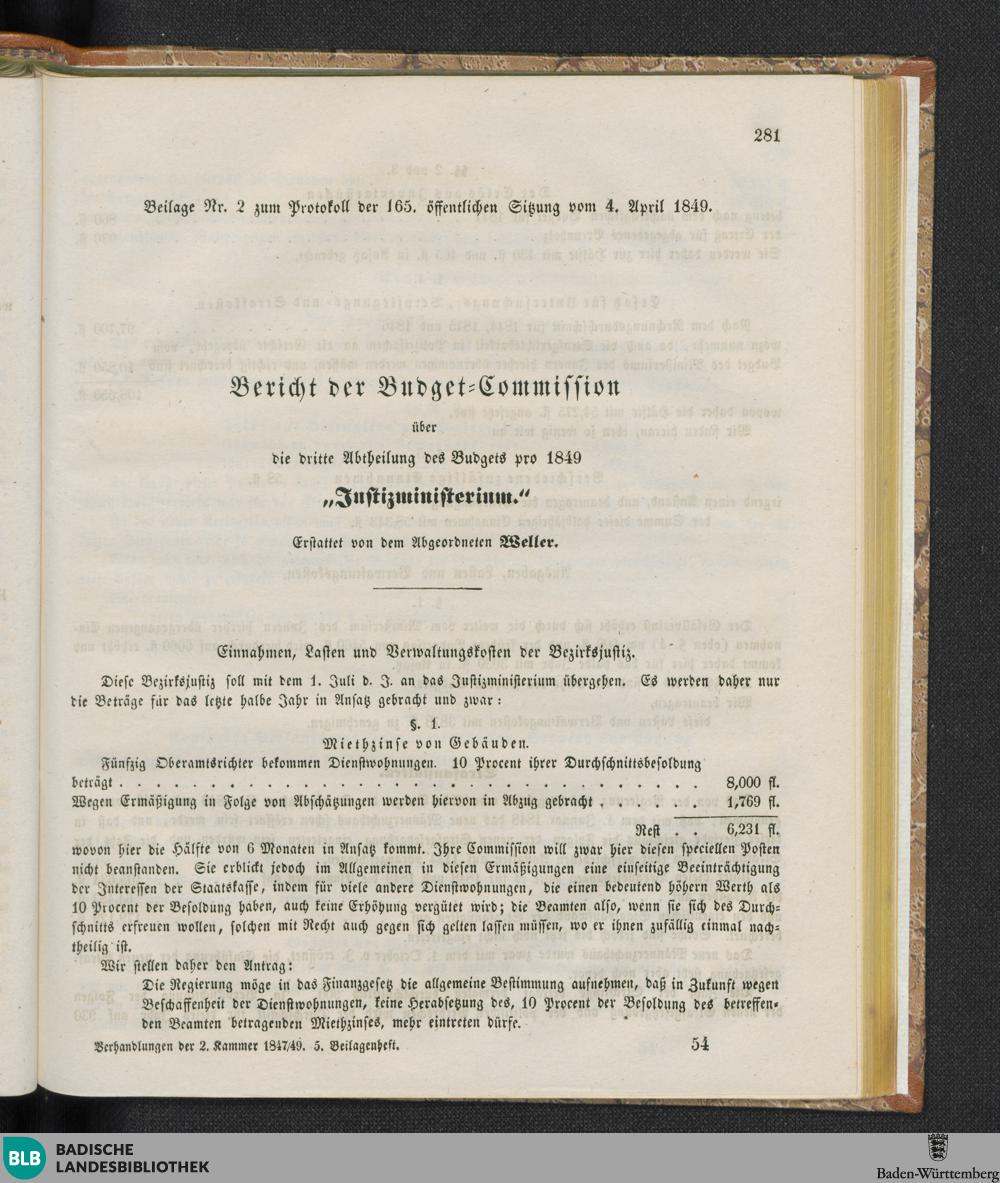 281
Beilage Nr. 2 zum Protokoll der 165. öffentlichen Sitzung vom 4. April 1849.
Bericht der Budget-Commission
über
die dritte Abtheilung des Budgets pro 1849
„Justizministerium.“
Erstattet von dem Abgeordneten Weller.
Einnahmen, Lasten und Verwaltungskosten der Bezirksjustiz.
Diese Bezirksjustiz soll mit dem 1. Juli d. J. an das Justizministerium übergehen. Es werden daher nur
die Beträge für das letzte halbe Jahr in Ansatz gebracht und zwar:
§. 1.
Miethzinse von Gebäuden.
Fünfzig Oberamtsrichter bekommen Dienstwohnungen. 10 Procent ihrer Durchschnittsbesoldung
beträgt . . . . . . . . . . . . . . . . . . . . . . . . . . . . . 8,000 fl.
Wegen Ermäßigung in Folge von Abschätzungen werden hiervon in Abzug gebracht . . . . . . 1,769 fl.
Rest . . 6,231 fl.
wovon hier die Hälfte von 6 Monaten in Ansatz kommt. Ihre Commission will zwar hier diesen speciellen Posten
nicht beanstanden. Sie erblickt jedoch im Allgemeinen in diesen Ermäßigungen eine einseitige Beeinträchtigung
der Interessen der Staatskasse, indem für viele andere Dienstwohnungen, die einen bedeutend höhern Werth als
10 Procent der Besoldung haben, auch keine Erhöhung vergütet wird; die Beamten also, wenn sie sich des Durch-
schnitts erfreuen wollen, solchen mit Recht auch gegen sich gelten lassen müssen, wo er ihnen zufällig einmal nach-
theilig ist.
Wir stellen daher den Antrag:
Die Regierung möge in das Finanzgesetz die allgemeine Bestimmung aufnehmen, daß in Zukunft wegen
Beschaffenheit der Dienstwohnungen, keine Herabsetzung des, 10 Procent der Besoldung des betreffen-
den Beamten betragenden Miethzinses, mehr eintreten dürfe.
Verhandlungen der 2. Kammer 1847/49. 5. Beilagenheft. 54
BLB BADISCHE
LANDESBIBLIOTHEK
Baden-Württemberg